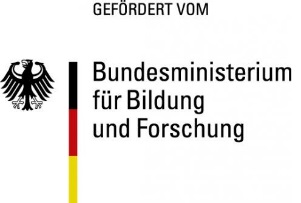 GEFÖRDERT VOM
Bundesministerium
für Bildung
und Forschung